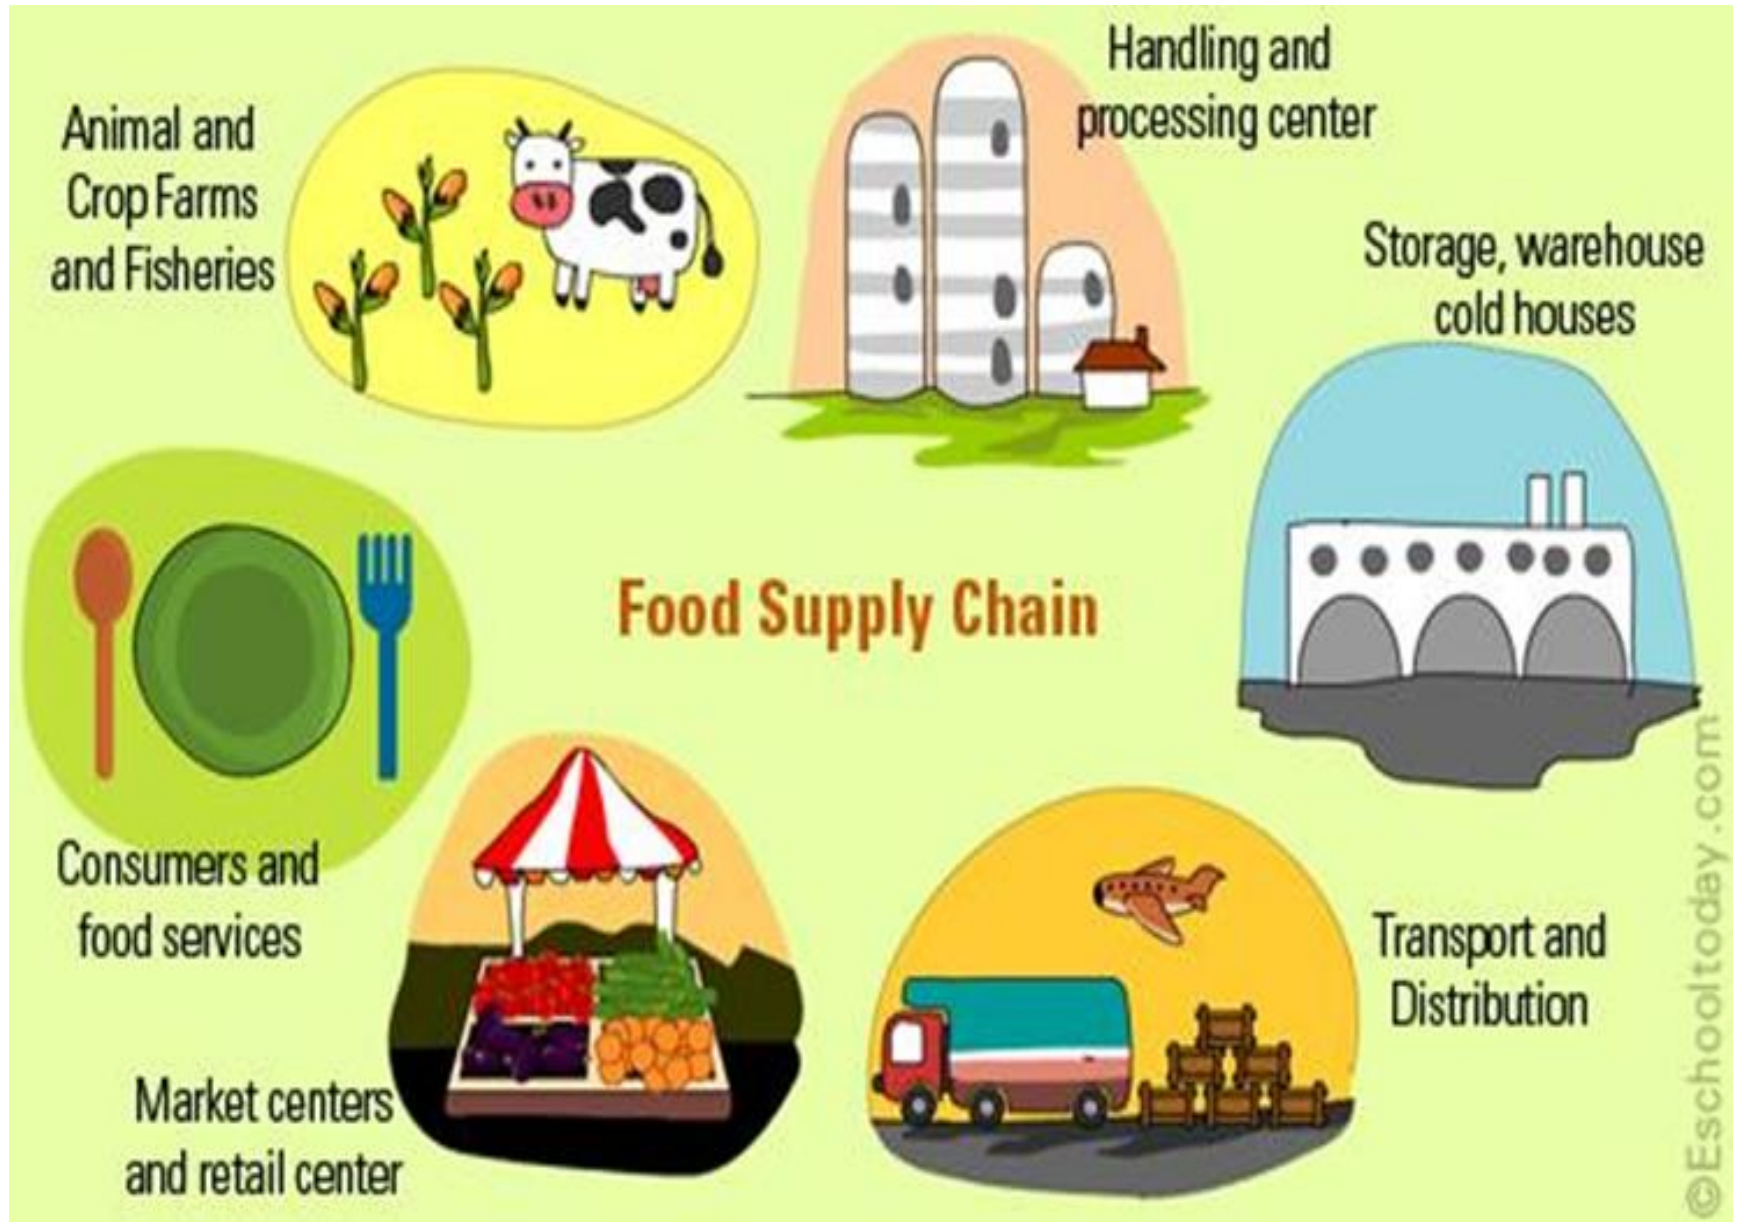 Animal and
Crop Farms
and Fisheries
Handling and
processing center
Storage, warehouse
cold houses
Food Supply Chain
Transport and
Distribution
Market centers
and retail center
Consumers and
food services
©Eschooltoday.com